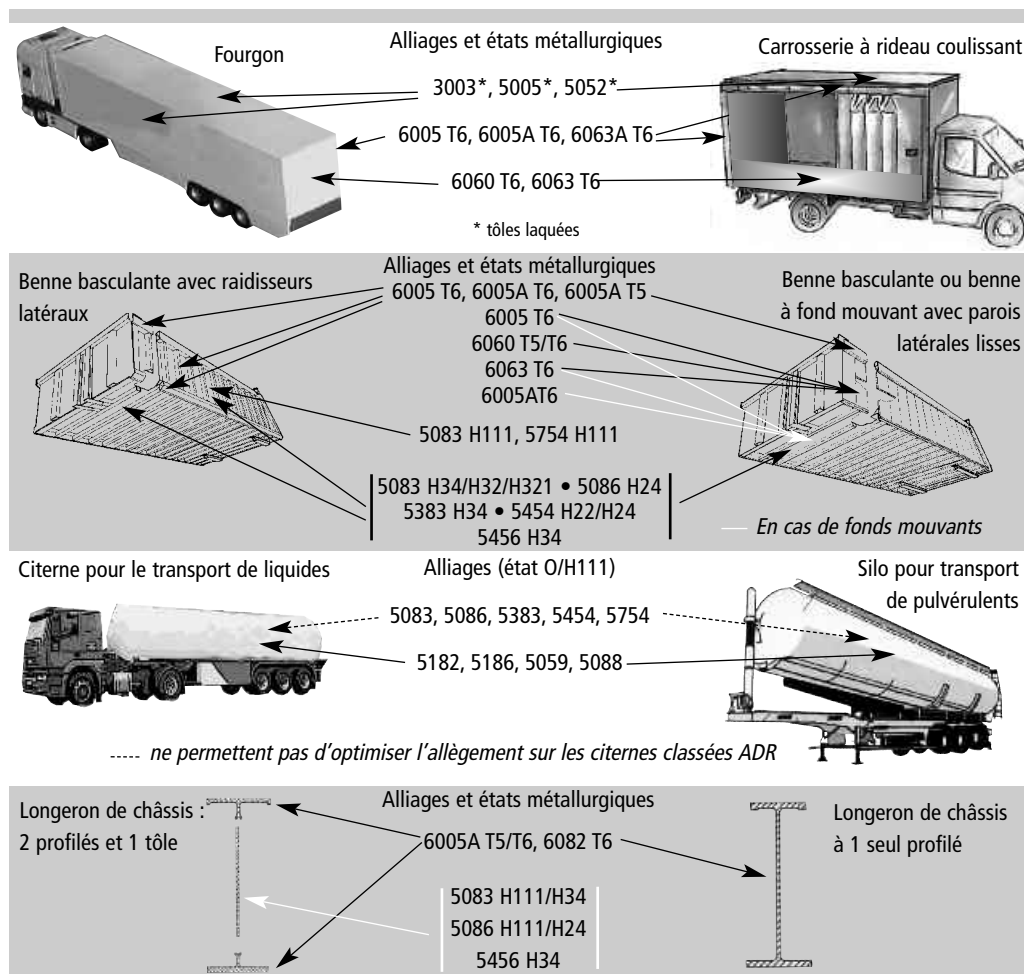 Fourgon
Alliages et états métallurgiques
Carrosserie à rideau coulissant
3003*, 5005*, 5052*
6005 T6, 6005A T6, 6063A T6
6060 T6, 6063 T6
* tôles laquées
Benne basculante avec raidisseurs
latéraux
Alliages et états métallurgiques
6005 T6, 6005A T6, 6005A T5
6005 T6
6060 T5/T6
6063 T6
6005AT6
Benne basculante ou benne
à fond mouvant avec parois
latérales lisses
5083 H111, 5754 H111
5083 H34/H32/H321 • 5086 H24
5383 H34 • 5454 H22/H24
5456 H34
En cas de fonds mouvants
Citerne pour le transport de liquides
Alliages (état O/H111)
Silo pour transport
de pulvérulents
5083, 5086, 5383, 5454, 5754
5182, 5186, 5059, 5088
----- ne permettent pas d'optimiser l'allègement sur les citernes classées ADR
Longeron de châssis :
2 profilés et 1 tôle
Alliages et états métallurgiques
Longeron de châssis
à 1 seul profilé
6005A T5/T6, 6082 T6
5083 H111/H34
5086 H111/H24
5456 H34